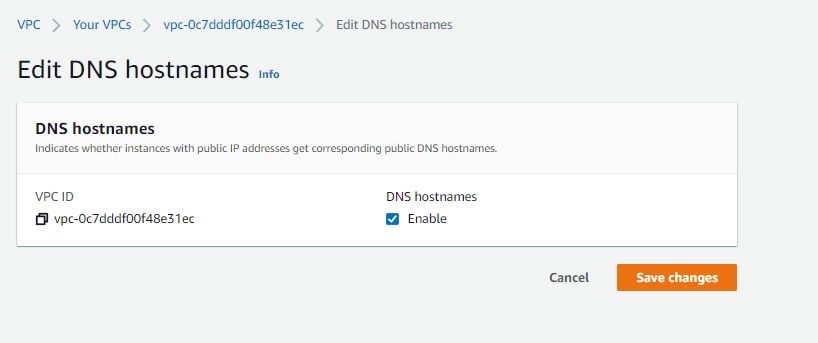 VPC > Your VPCs > vpc-0c7dddf00f48e31ec > Edit DNS hostnames
Edit DNS hostnames Info
DNS hostnames
Indicates whether instances with public IP addresses get corresponding public DNS hostnames.
VPC ID DNS hostnames
vpc-0c7dddf00f48e31ec Enable
Cancel Save changes